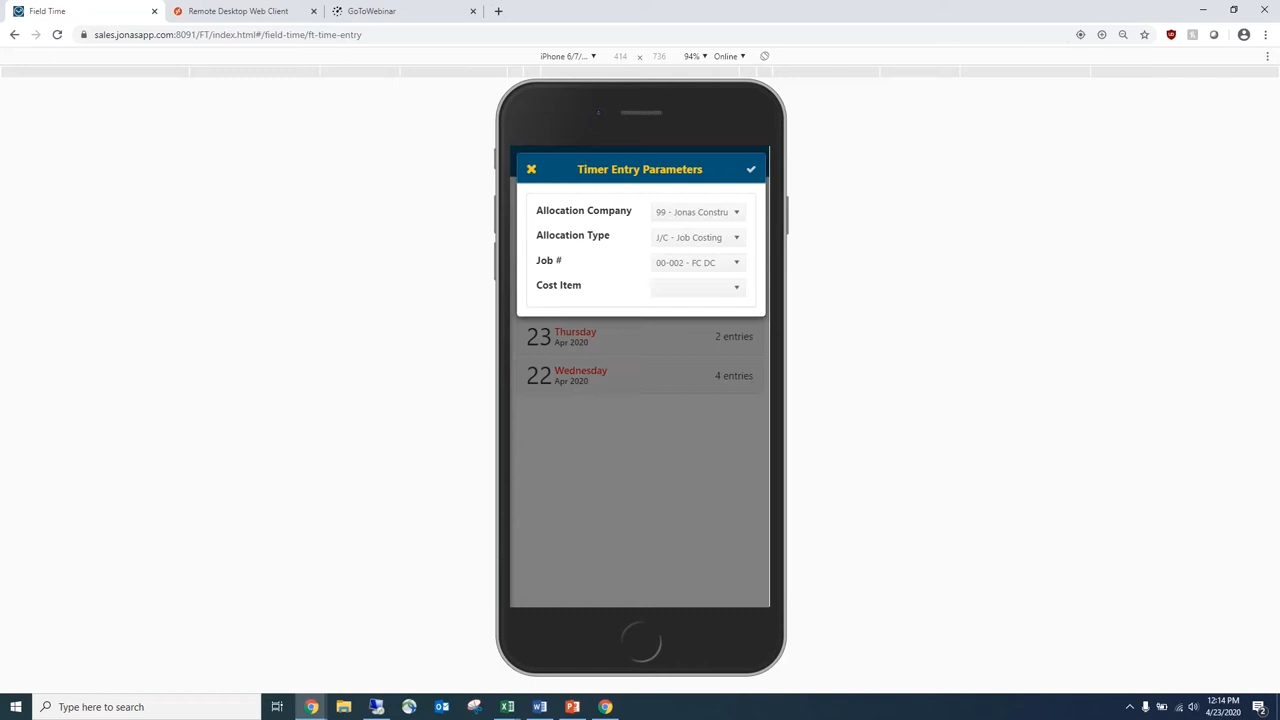 Field Time
Remote Desktop Web Client
GoToWebinar
sales.jonasapp.com:8091/FT/index.html#/field-time/ft-time-entry
iPhone 6/7/... 414 × 736 94% Online
Timer Entry Parameters
Allocation Company 99 - Jonas Constru
Allocation Type J/C - Job Costing
Job # 00-002 - FC DC
Cost Item
23 Thursday 2 entries
Apr 2020
22 Wednesday 4 entries
Apr 2020
Type here to search
12:14 PM
4/23/2020
2